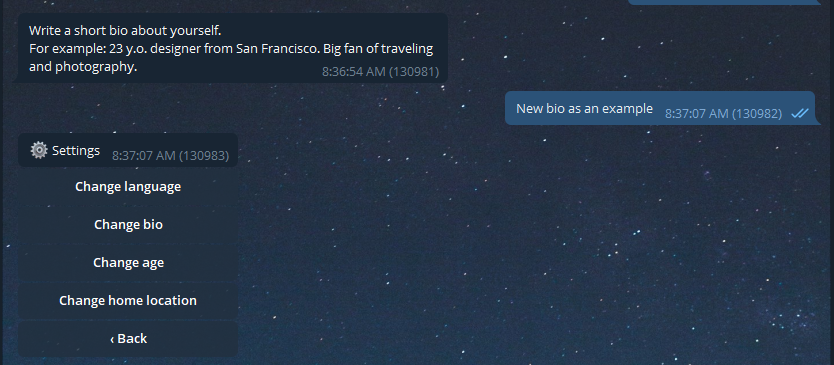 Write a short bio about yourself.
For example: 23 y.o. designer from San Francisco. Big fan of traveling
and photography.
8:36:54 AM (130981)
New bio as an example
8:37:07 AM (130982)
Settings
8:37:07 AM (130983)
Change language
Change bio
Change age
Change home location
‹ Back